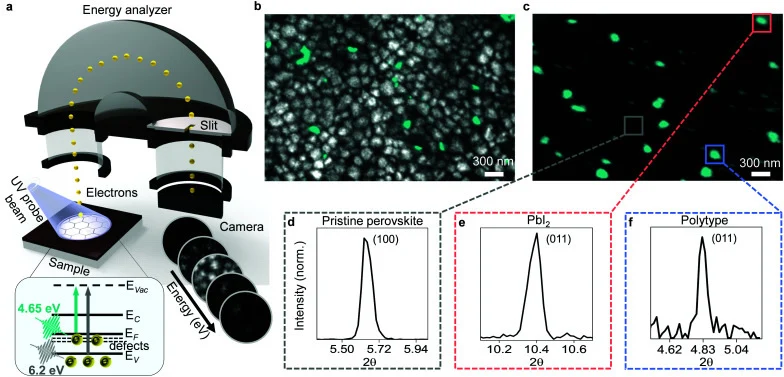 a
Energy analyzer
Slit
Electrons
UV probe
beam
Camera
Sample
Energy (eV)
E_Vac
4.65 eV
E_C
E_F
defects
6.2 eV
E_V
b
300 nm
c
300 nm
d
Pristine perovskite
(100)
Intensity (norm.)
5.50 5.72 5.94
2θ
e
PbI₂
(011)
10.2 10.4 10.6
2θ
f
Polytype
(011)
4.62 4.83 5.04
2θ